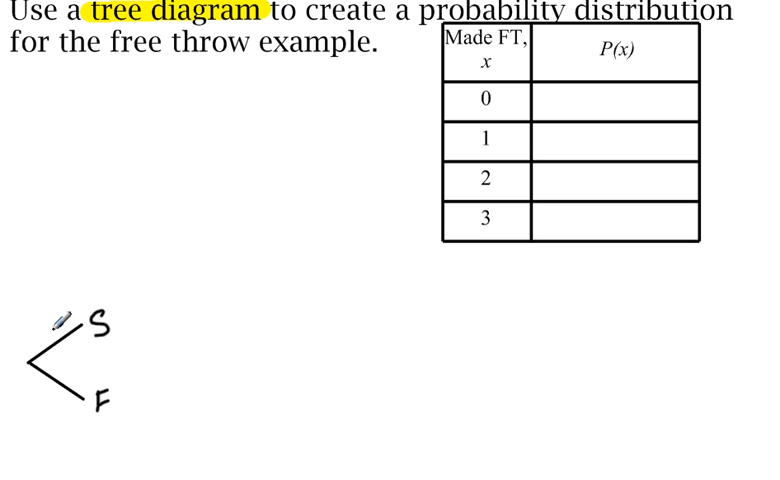 Use a tree diagram to create a probability distribution
for the free throw example.
Made FT, P(x)
x
0
1
2
3
S
F